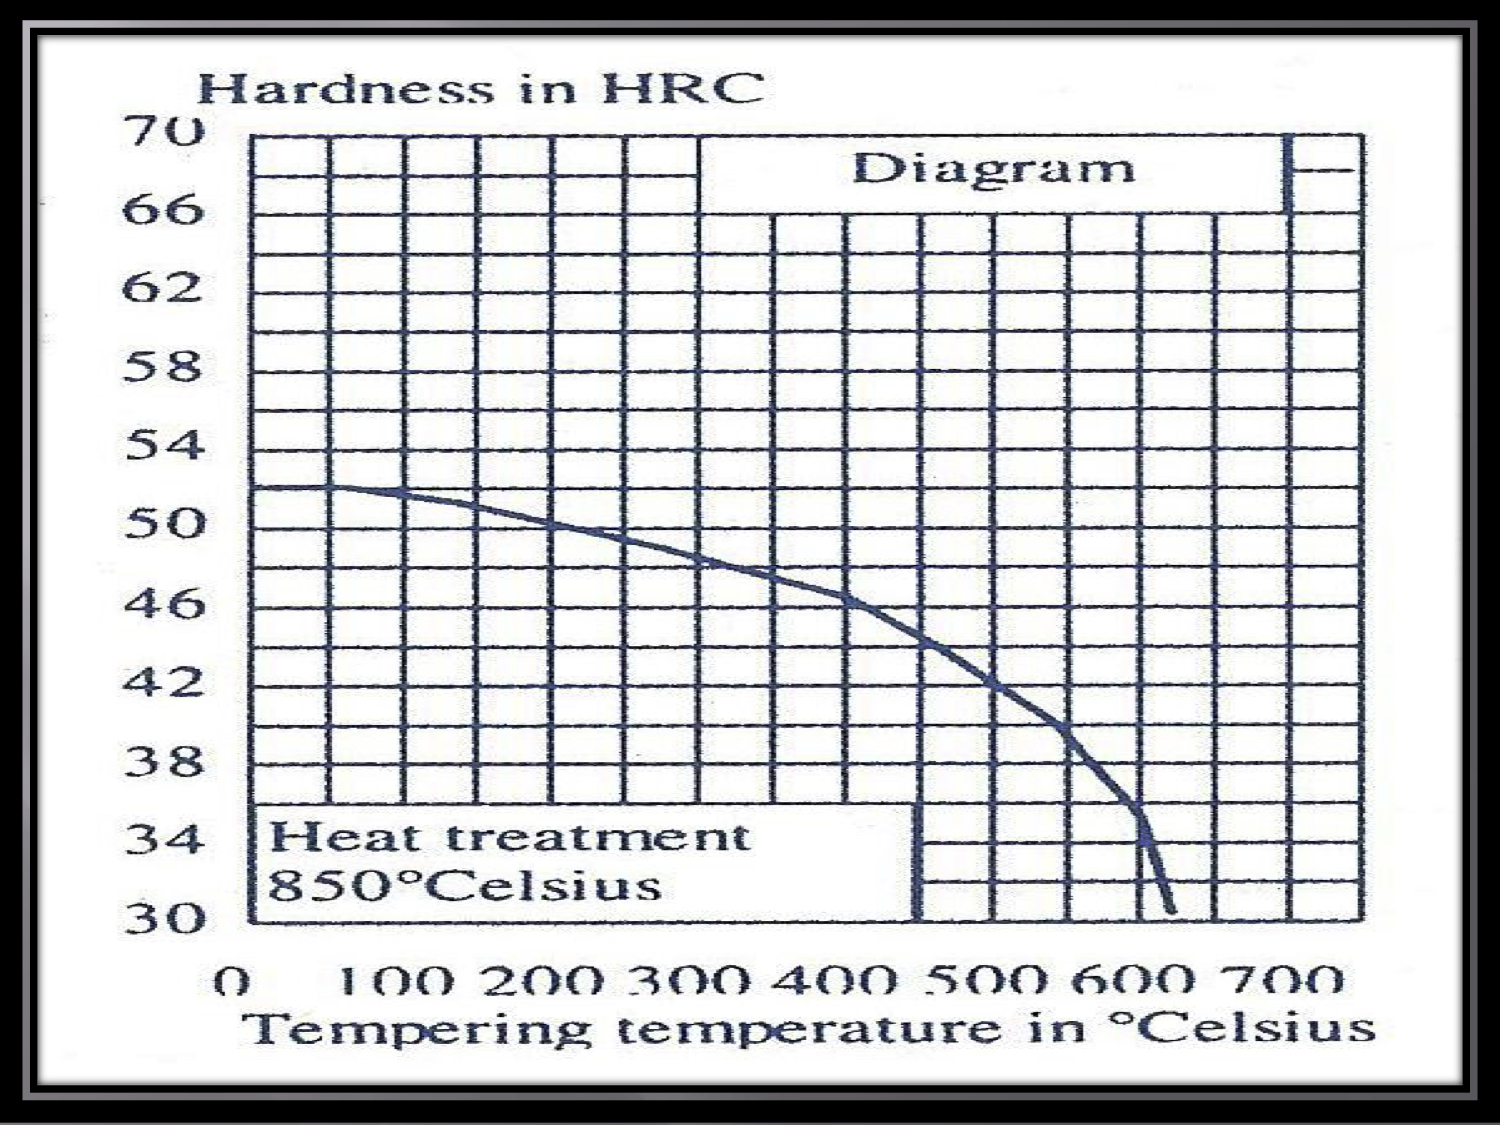 Hardness in HRC
70
Diagram
66
62
58
54
50
46
42
38
34
Heat treatment
850°Celsius
30
0 100 200 300 400 500 600 700
Tempering temperature in °Celsius